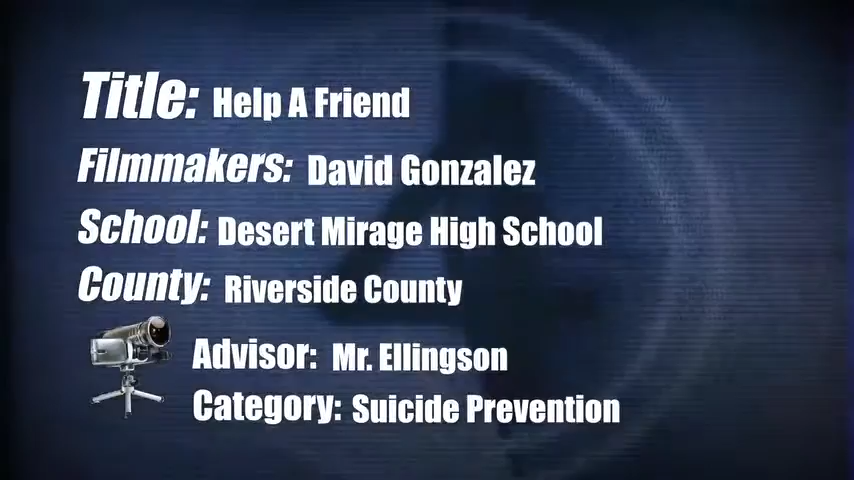 Title: Help A Friend
Filmmakers: David Gonzalez
School: Desert Mirage High School
County: Riverside County
Advisor: Mr. Ellingson
Category: Suicide Prevention